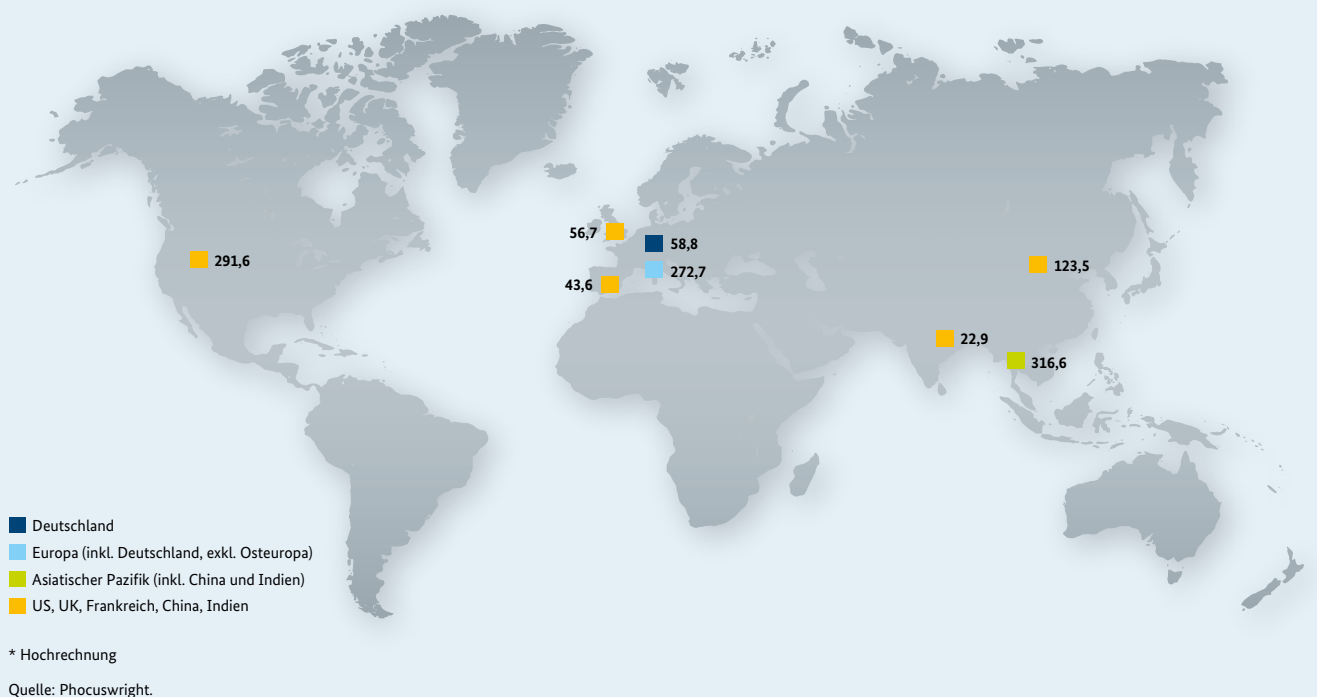 56,7
58,8
291,6
272,7
123,5
43,6
22,9
316,6
Deutschland
Europa (inkl. Deutschland, exkl. Osteuropa)
Asiatischer Pazifik (inkl. China und Indien)
US, UK, Frankreich, China, Indien
* Hochrechnung
Quelle: Phocuswright.